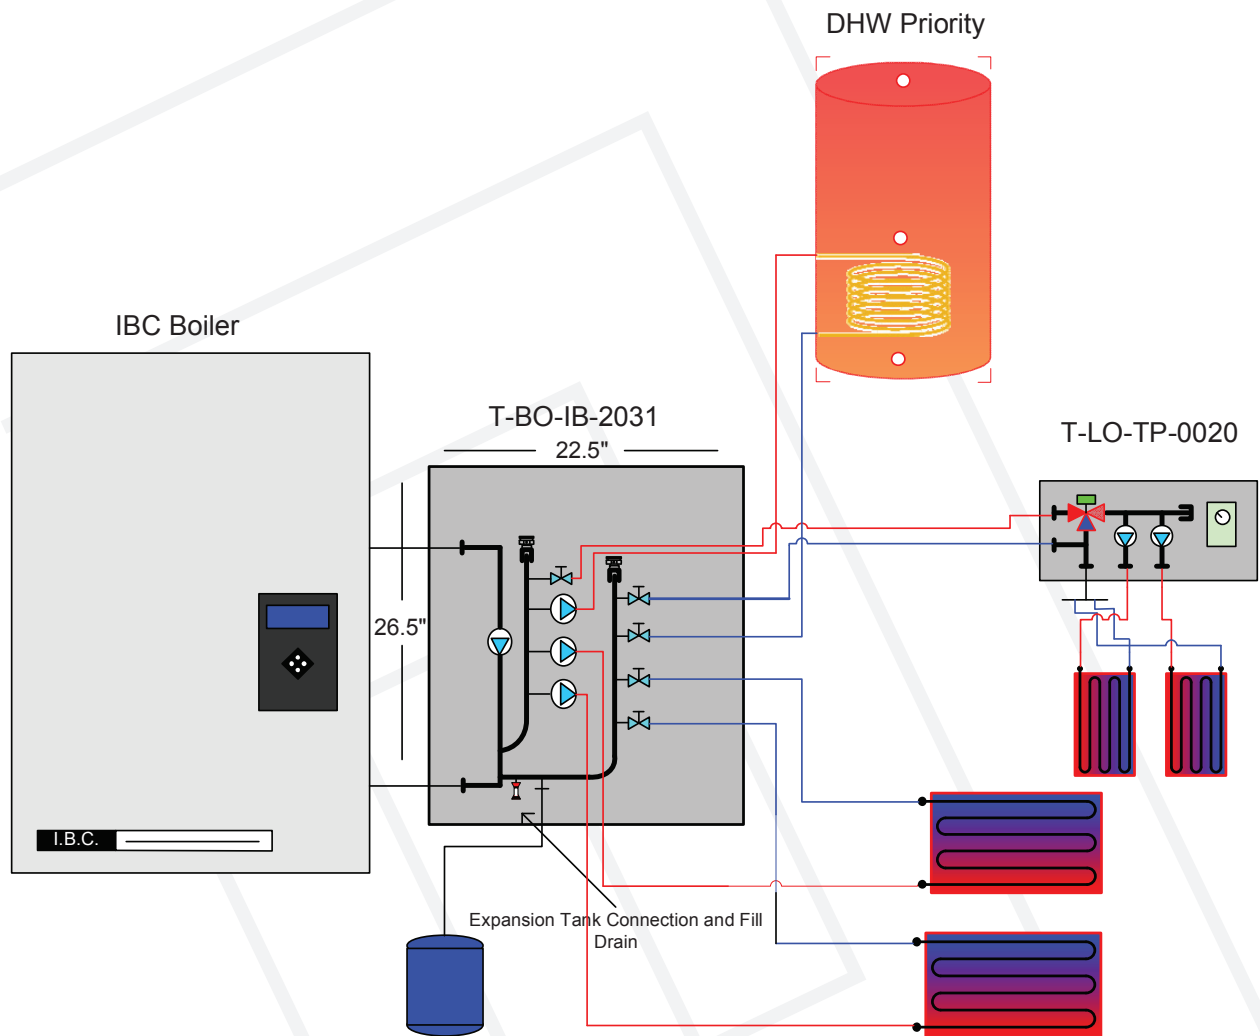 DHW Priority
IBC Boiler
T-BO-IB-2031
22.5"
T-LO-TP-0020
26.5"
I.B.C.
Expansion Tank Connection and Fill
Drain